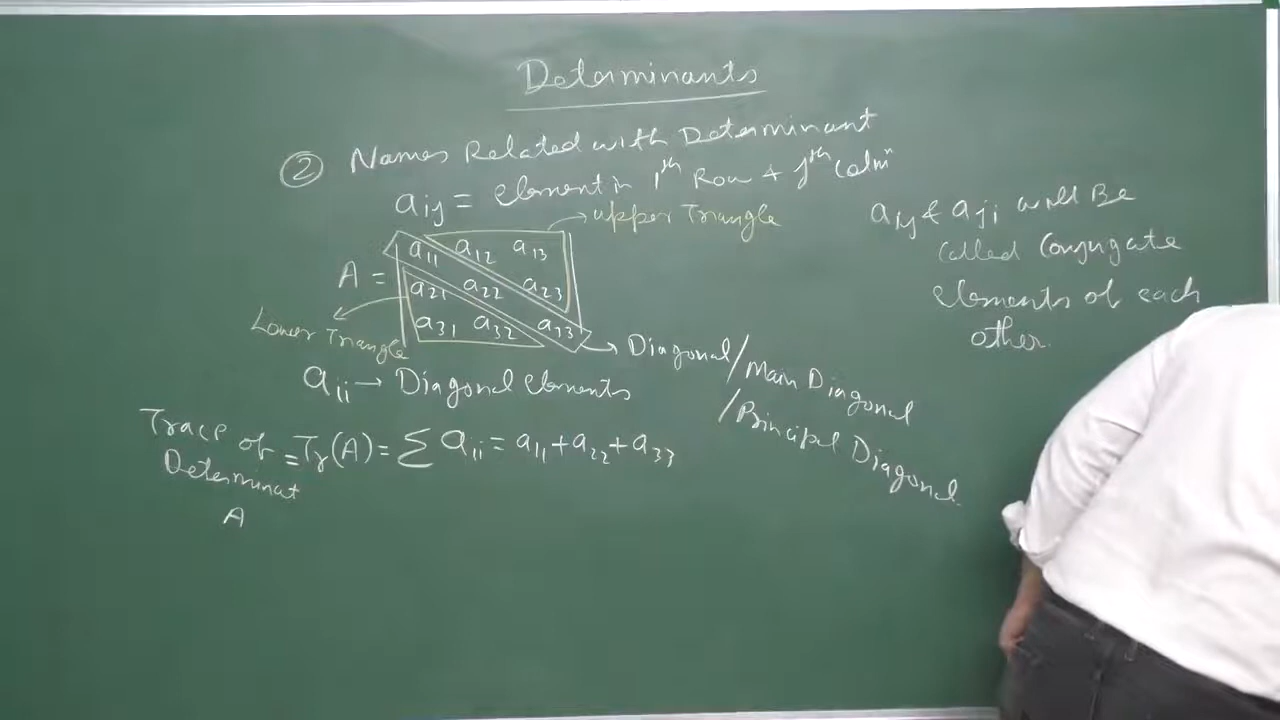 Determinants
② Names Related with Determinant
aij = element in ith Row & jth Colmn
upper Triangle
A = | a11 a12 a13
a21 a22 a23
a31 a32 a33 |
Lower Triangle
Diagonal/Main Diagonal
/Principal Diagonal
aii → Diagonal elements
Trace of Determinat A = Tr(A) = ∑ aii = a11 + a22 + a33
aij & aji will Be
Called Conjugate
elements of each
other.